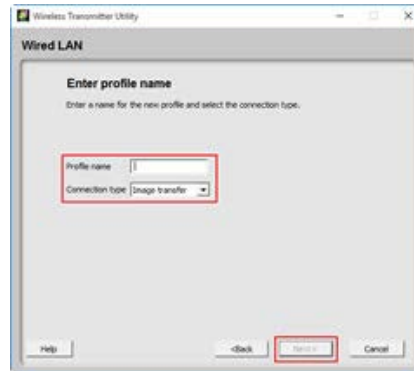 Wireless Transmitter Utility
Wired LAN
Enter profile name
Enter a name for the new profile and select the connection type.
Profile name
Connection type Image transfer
Help <Back Next> Cancel